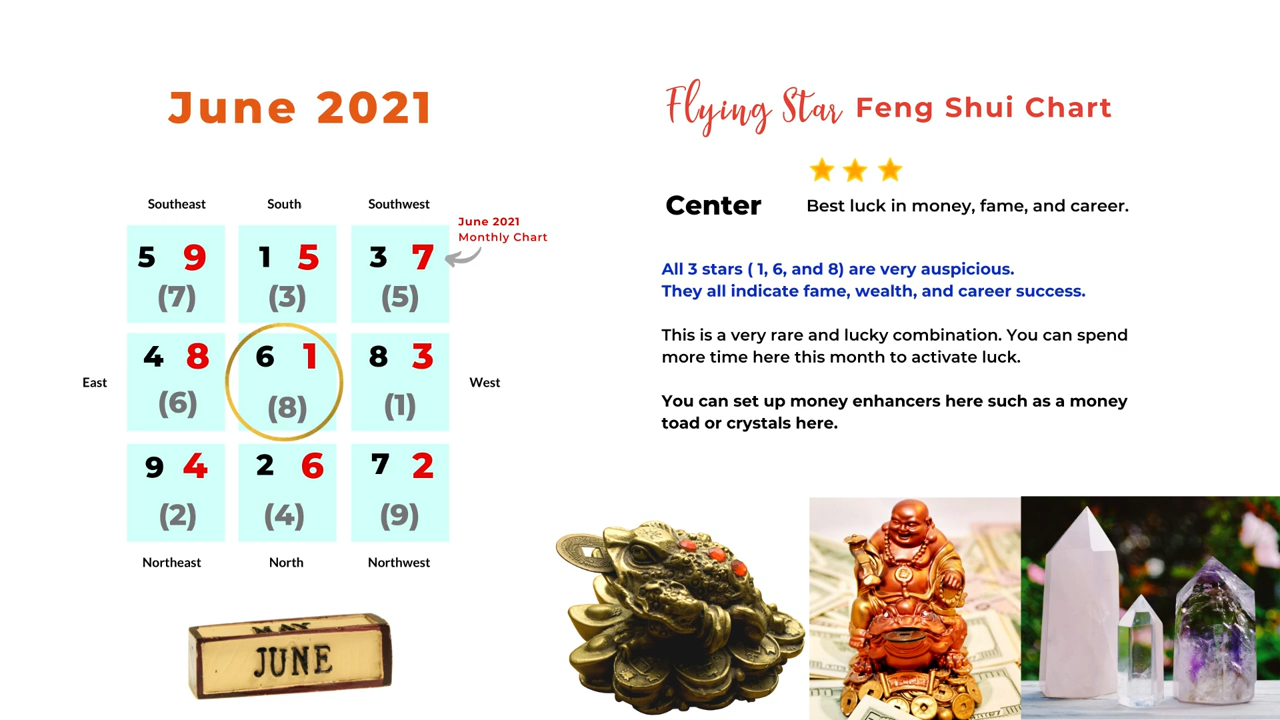 June 2021
Flying Star Feng Shui Chart
Southeast South Southwest
June 2021
Monthly Chart
5 9 1 5 3 7
(7) (3) (5)
East
4 8 6 1 8 3
(6) (8) (1)
West
9 4 2 6 7 2
(2) (4) (9)
Northeast North Northwest
MAY
JUNE
Center Best luck in money, fame, and career.
All 3 stars ( 1, 6, and 8) are very auspicious.
They all indicate fame, wealth, and career success.
This is a very rare and lucky combination. You can spend
more time here this month to activate luck.
You can set up money enhancers here such as a money
toad or crystals here.